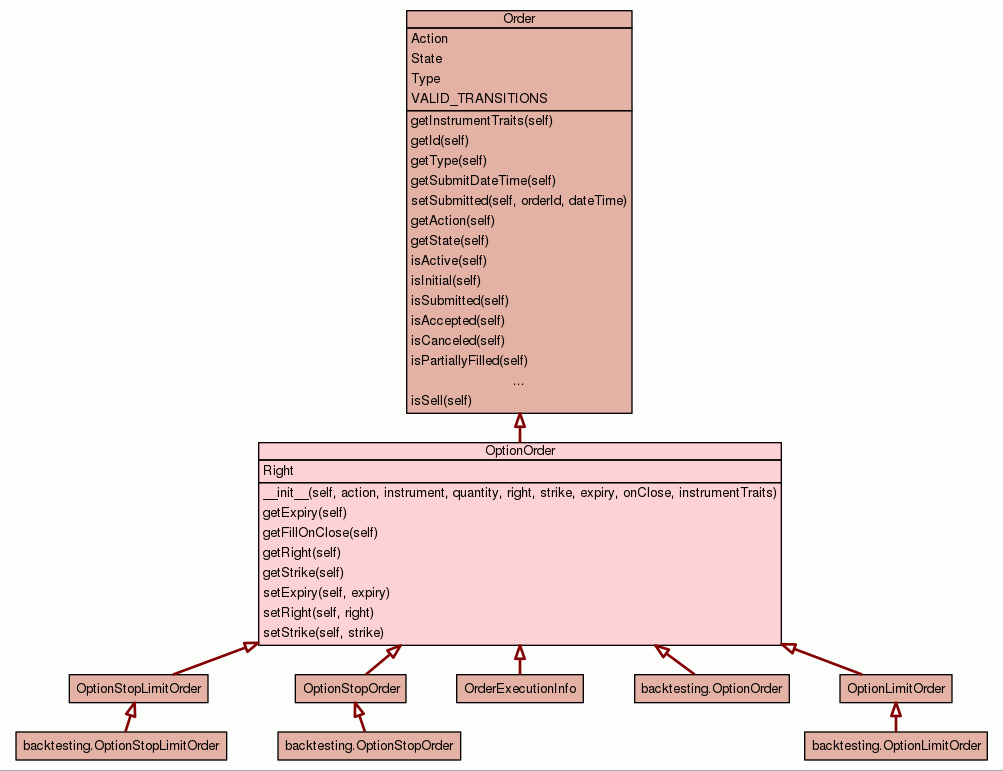 Order
Action
State
Type
VALID_TRANSITIONS
getInstrumentTraits(self)
getId(self)
getType(self)
getSubmitDateTime(self)
setSubmitted(self, orderId, dateTime)
getAction(self)
getState(self)
isActive(self)
isInitial(self)
isSubmitted(self)
isAccepted(self)
isCanceled(self)
isPartiallyFilled(self)
...
isSell(self)
OptionOrder
Right
__init__(self, action, instrument, quantity, right, strike, expiry, onClose, instrumentTraits)
getExpiry(self)
getFillOnClose(self)
getRight(self)
getStrike(self)
setExpiry(self, expiry)
setRight(self, right)
setStrike(self, strike)
OptionStopLimitOrder
OptionStopOrder
OrderExecutionInfo
backtesting.OptionOrder
OptionLimitOrder
backtesting.OptionStopLimitOrder
backtesting.OptionStopOrder
backtesting.OptionLimitOrder